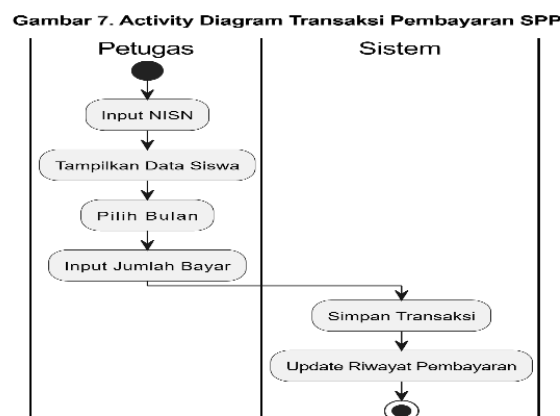 Gambar 7. Activity Diagram Transaksi Pembayaran SPP
Petugas
Sistem
Input NISN
Tampilkan Data Siswa
Pilih Bulan
Input Jumlah Bayar
Simpan Transaksi
Update Riwayat Pembayaran